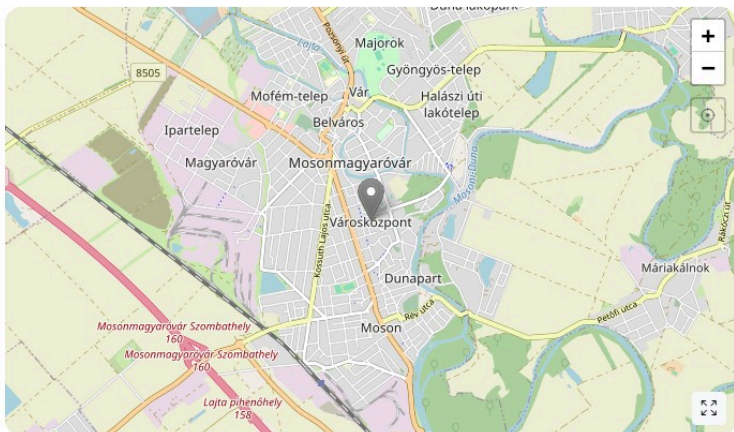 Duna lakópark
Pozsonyi út
Lajta
Majorok
8505
Gyöngyös-telep
Mofém-telep
Vár
Halászi úti
lakótelep
Belváros
Ipartelep
Magyaróvár
Mosonmagyaróvár
Mosoni-Duna
Városközpont
Kossuth Lajos utca
Rákóczi út
Máriakálnok
Dunapart
Petőfi utca
Rév utca
Moson
Mosonmagyaróvár Szombathely
160
Mosonmagyaróvár Szombathely
160
Lajta pihenőhely
158
+
−